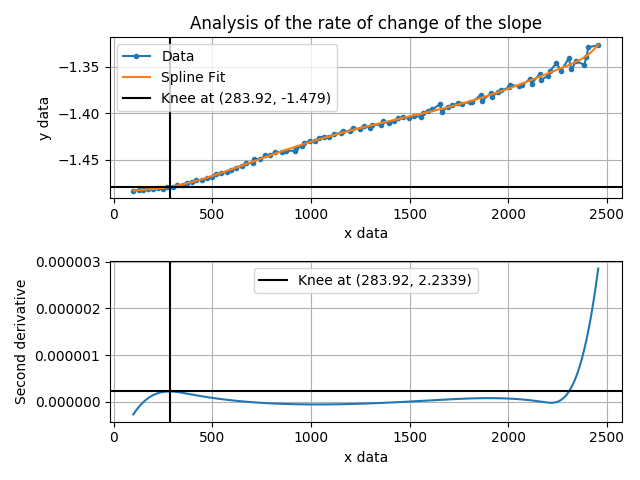 Analysis of the rate of change of the slope
Data
Spline Fit
Knee at (283.92, -1.479)
−1.35
−1.40
−1.45
y data
0
500
1000
1500
2000
2500
x data
Knee at (283.92, 2.2339)
0.000003
0.000002
0.000001
0.000000
Second derivative
0
500
1000
1500
2000
2500
x data